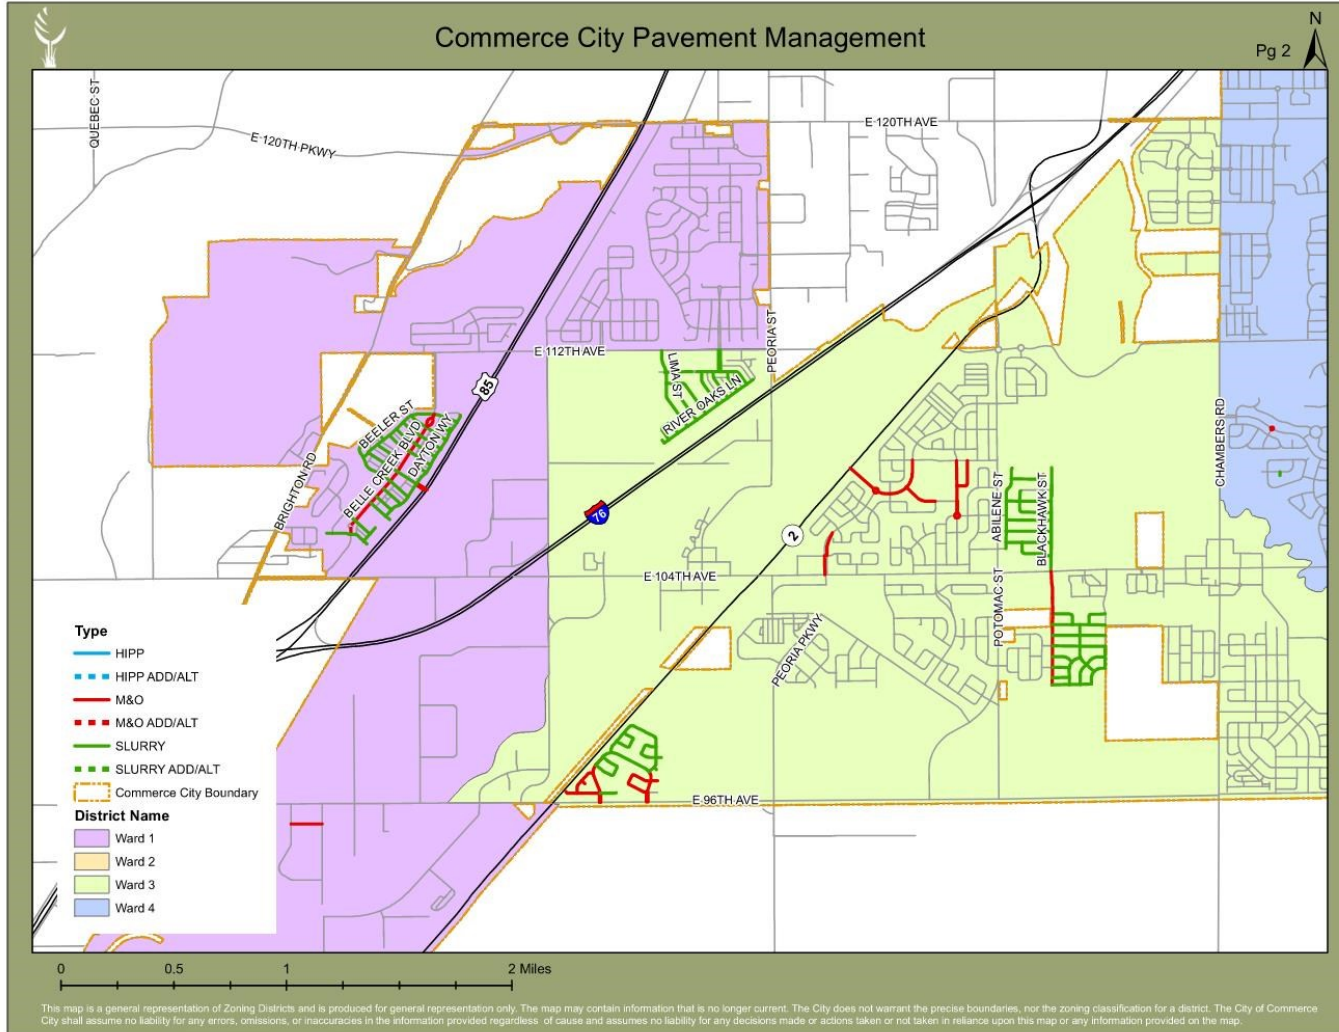 Commerce City Pavement Management
N
Pg 2
QUEBEC ST
E 120TH PKWY
E 120TH AVE
PEORIA ST
E 112TH AVE
LIMA ST
RIVER OAKS LN
85
BEELER ST
BELLE CREEK BLVD
DAYTON WY
BRIGHTON RD
CHAMBERS RD
76
2
ABILENE ST
BLACKHAWK ST
E 104TH AVE
POTOMAC ST
PEORIA PKWY
E 96TH AVE
Type
HIPP
HIPP ADD/ALT
M&O
M&O ADD/ALT
SLURRY
SLURRY ADD/ALT
Commerce City Boundary
District Name
Ward 1
Ward 2
Ward 3
Ward 4
0 0.5 1 2 Miles
This map is a general representation of Zoning Districts and is produced for general representation only. The map may contain information that is no longer current. The City does not warrant the precise boundaries, nor the zoning classification for a district. The City of Commerce
City shall assume no liability for any errors, omissions, or inaccuracies in the information provided regardless of cause and assumes no liability for any decisions made or actions taken or not taken in reliance upon this map or any information provided on the map.